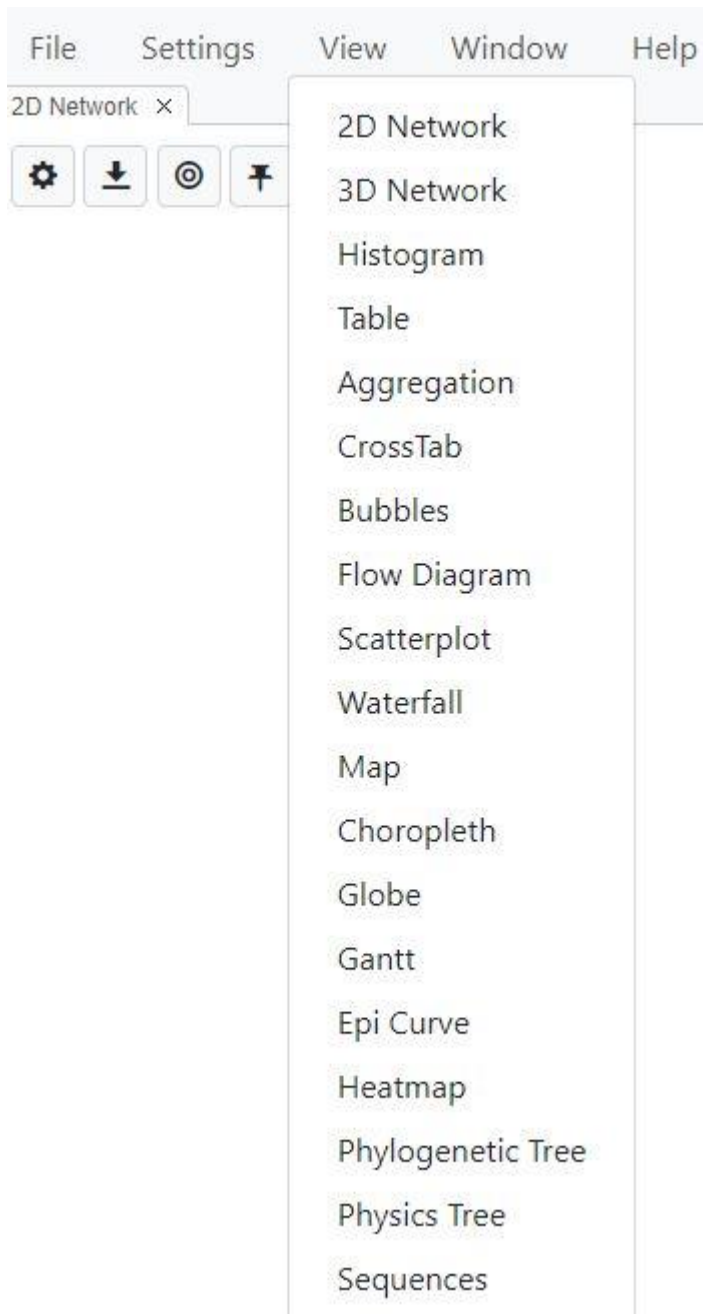 File Settings View Window Help
2D Network ×
2D Network
3D Network
Histogram
Table
Aggregation
CrossTab
Bubbles
Flow Diagram
Scatterplot
Waterfall
Map
Choropleth
Globe
Gantt
Epi Curve
Heatmap
Phylogenetic Tree
Physics Tree
Sequences